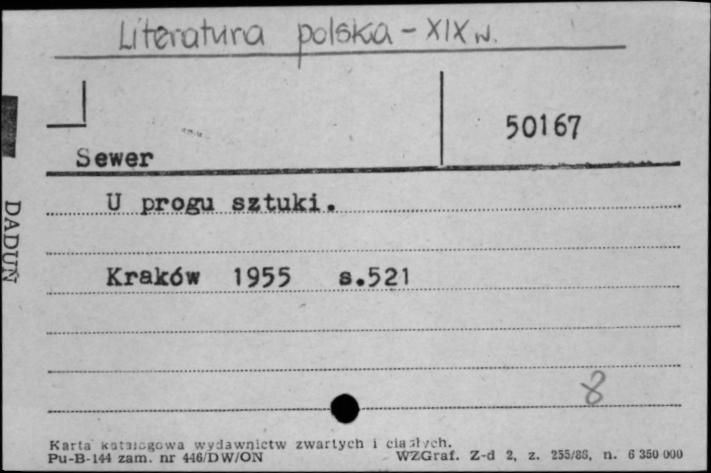 Literatura polska - XIX w.
50167
Sewer
U progu sztuki.
DADUŃ
Kraków 1955 s.521
8
Karta katalogowa wydawnictw zwartych i ciągłych.
Pu-B-144 zam. nr 446/DW/ON WZGraf. Z-d 2, z. 255/86, n. 6 350 000